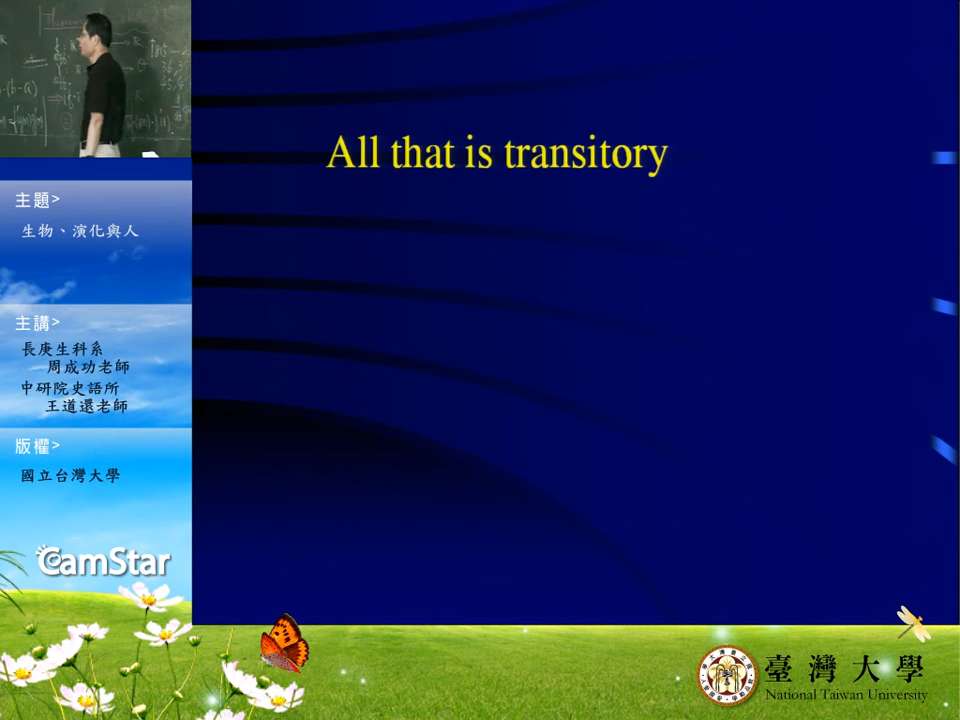 All that is transitory
主題>
生物、演化與人
主講>
長庚生科系
周成功老師
中研院史語所
王道還老師
版權>
國立台灣大學
CamStar
臺灣大學
National Taiwan University